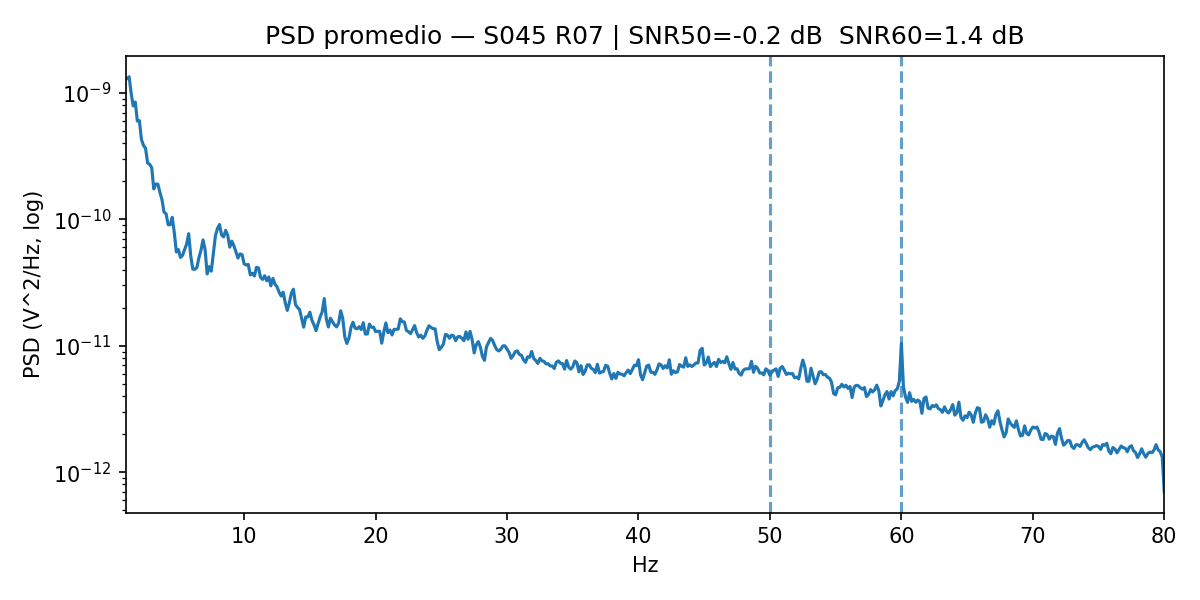 PSD promedio — S045 R07 | SNR50=-0.2 dB  SNR60=1.4 dB
PSD (V^2/Hz, log)
10⁻⁹
10⁻¹⁰
10⁻¹¹
10⁻¹²
10 20 30 40 50 60 70 80
Hz